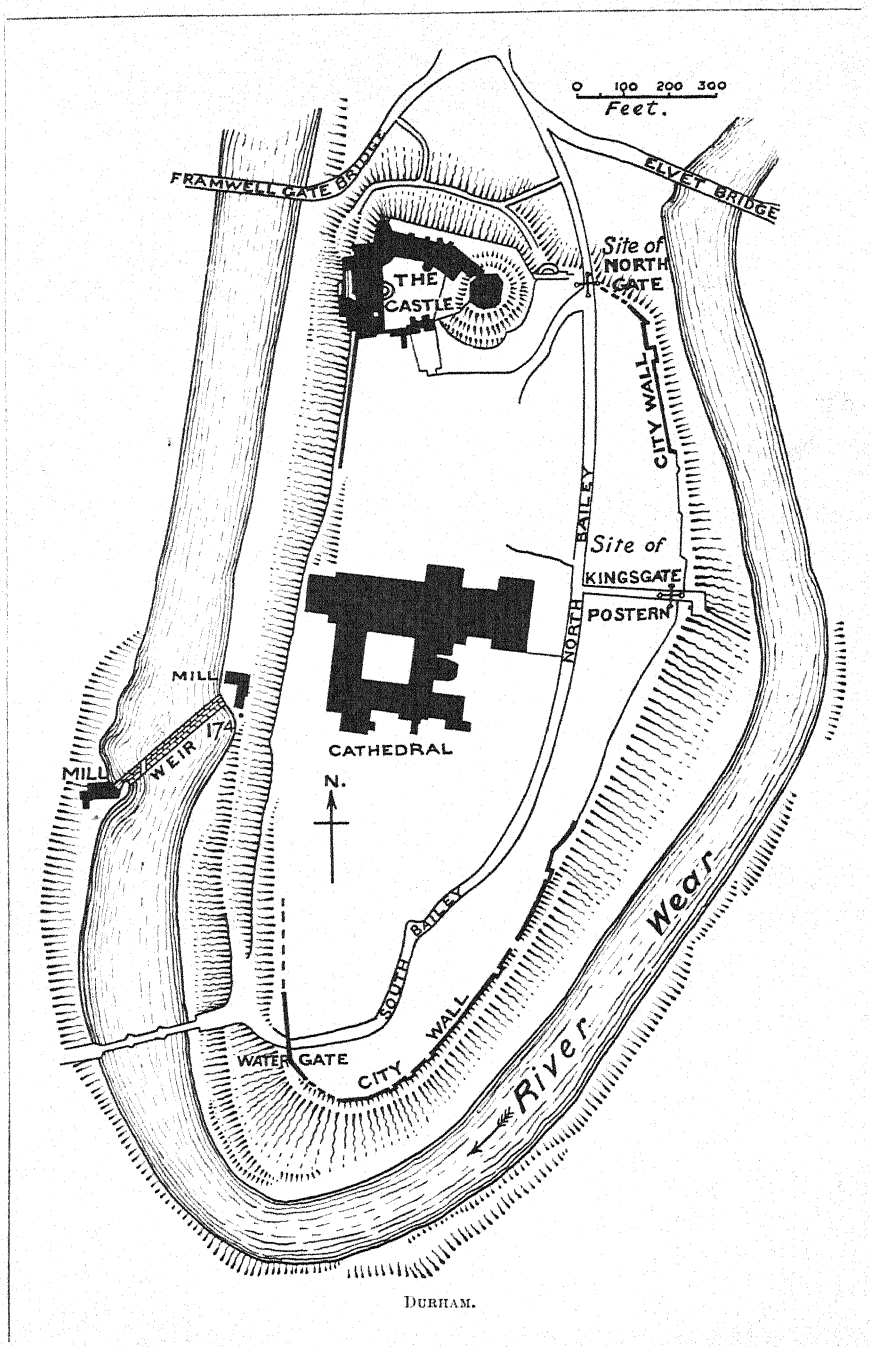 0 100 200 300
Feet.
FRAMWELL GATE BRIDGE
ELVET BRIDGE
Site of
NORTH
GATE
THE
CASTLE
CITY WALL
NORTH BAILEY
Site of
KINGSGATE
POSTERN
MILL
174
WEIR
MILL
CATHEDRAL
N.
SOUTH BAILEY
River Wear
WATER GATE
CITY WALL
DURHAM.